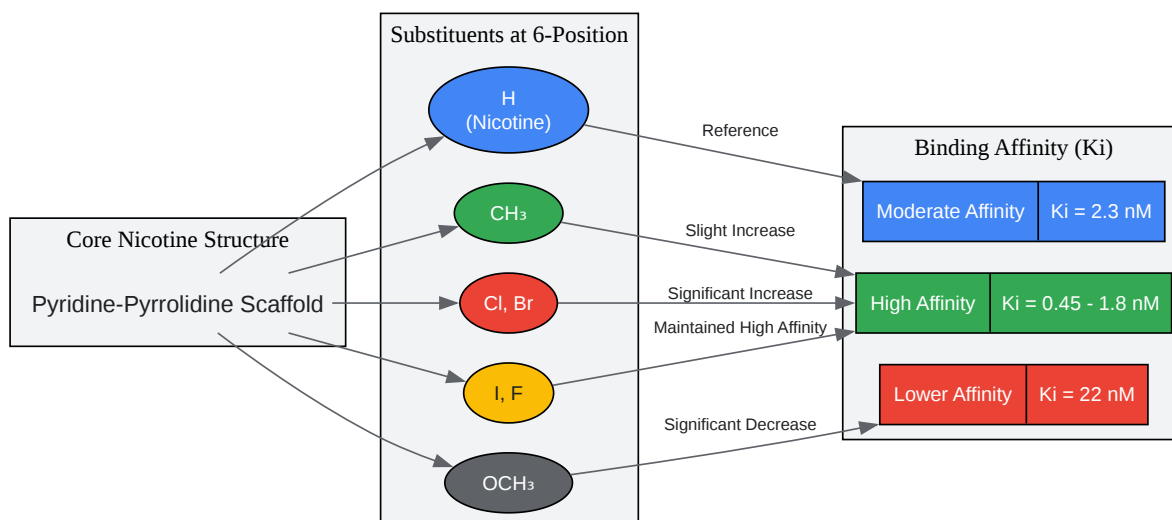 Core Nicotine Structure
Pyridine-Pyrrolidine Scaffold
Substituents at 6-Position
H
(Nicotine)
CH₃
Cl, Br
I, F
OCH₃
Reference
Slight Increase
Significant Increase
Maintained High Affinity
Significant Decrease
Binding Affinity (Ki)
Moderate Affinity Ki = 2.3 nM
High Affinity Ki = 0.45 - 1.8 nM
Lower Affinity Ki = 22 nM